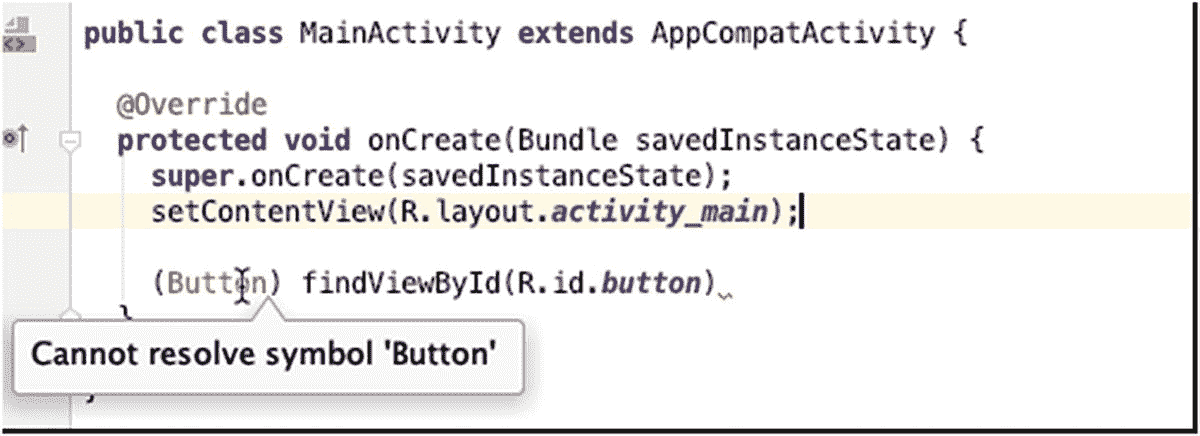 public class MainActivity extends AppCompatActivity {
@Override
protected void onCreate(Bundle savedInstanceState) {
super.onCreate(savedInstanceState);
setContentView(R.layout.activity_main);
(Button) findViewById(R.id.button)
}
Cannot resolve symbol 'Button'
}